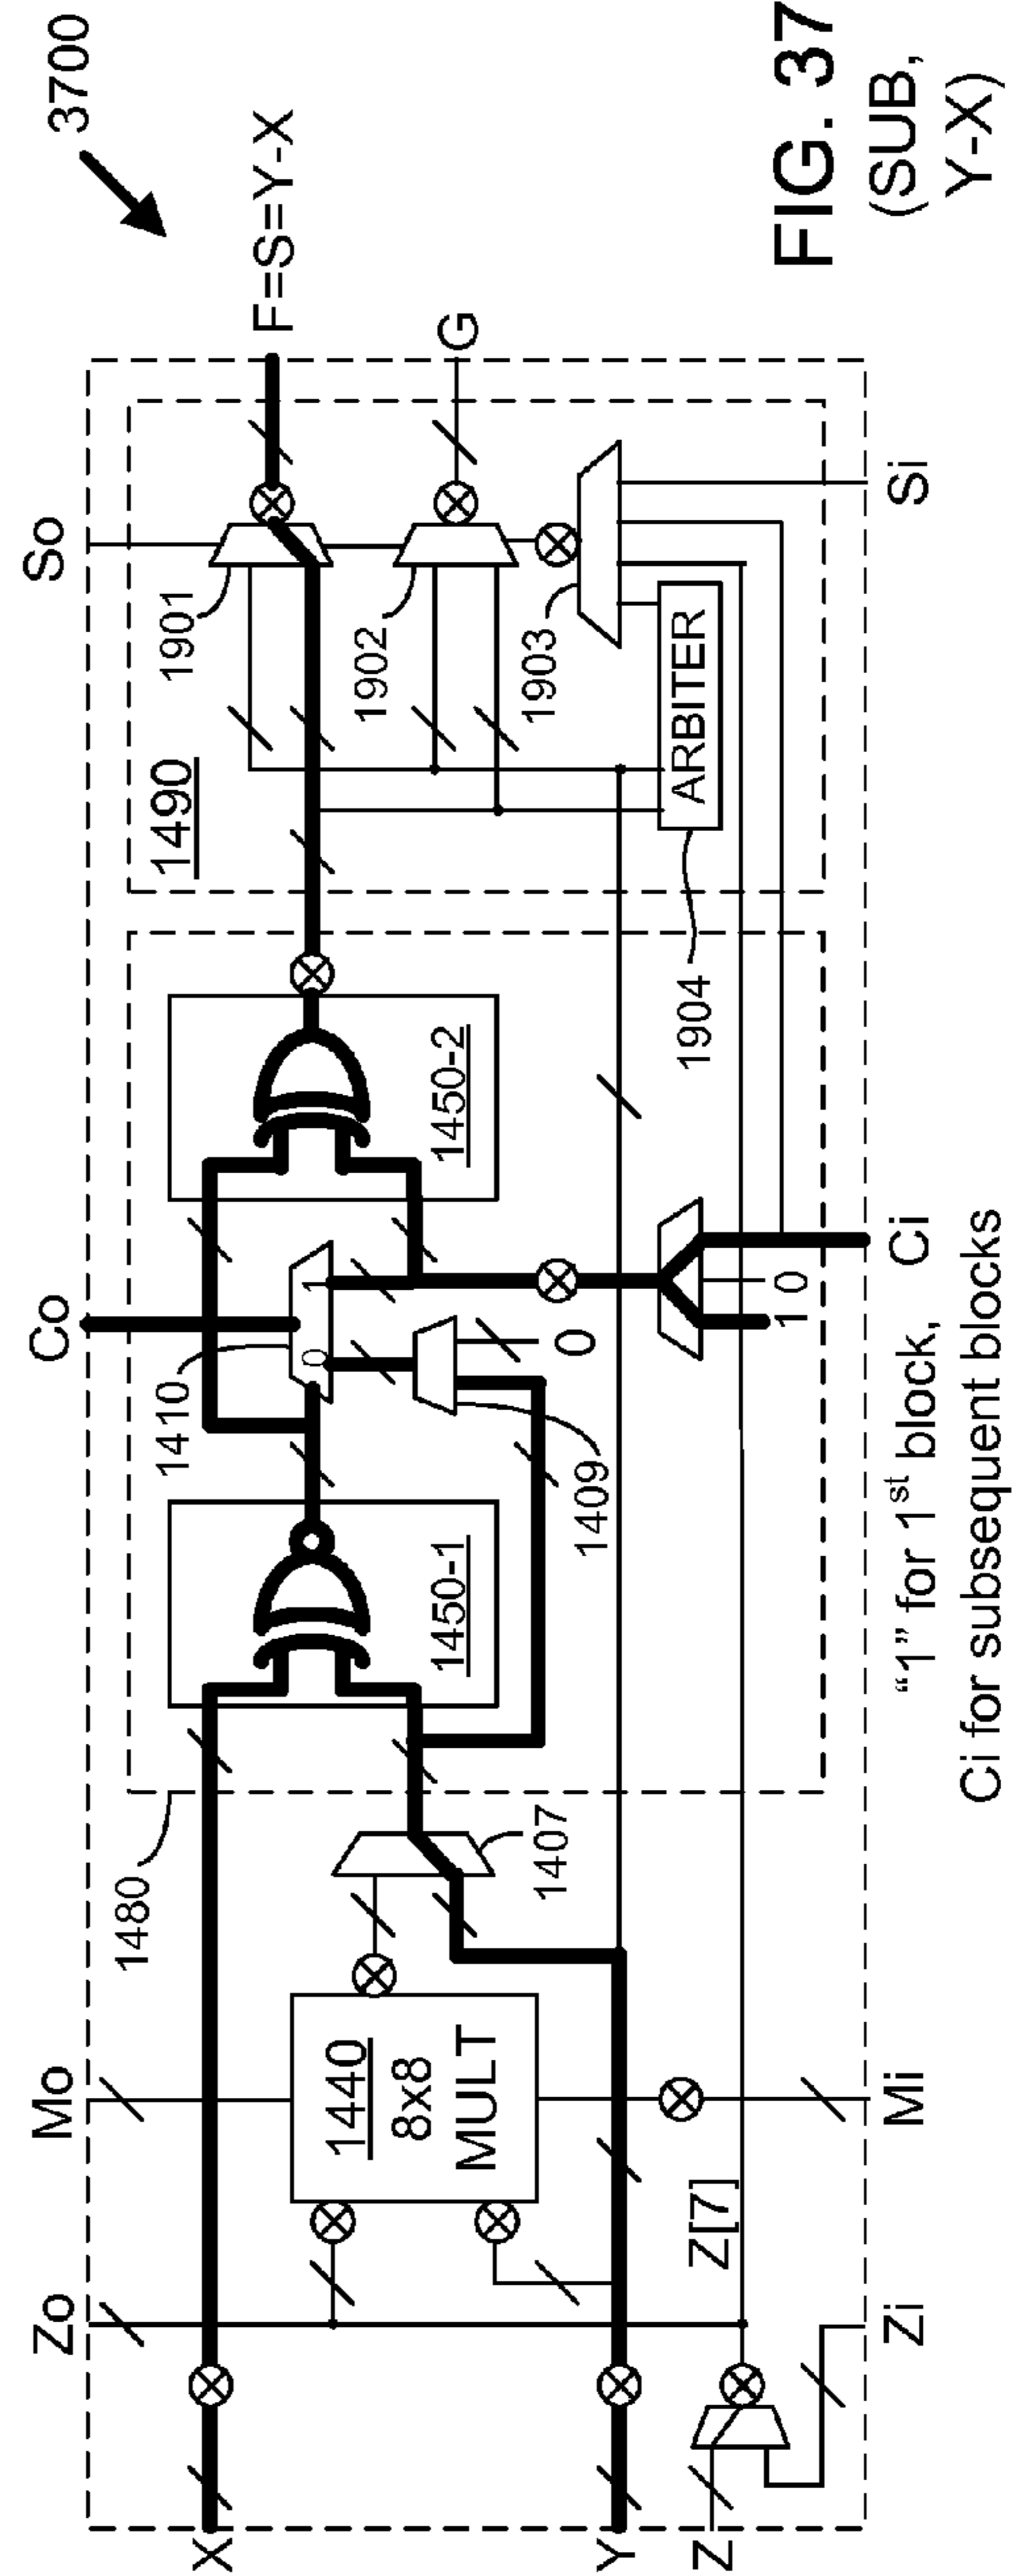 3700
Zo
Mo
Co
So
X
Y
Z
Zi
Z[7]
Mi
1440
8x8
MULT
1407
1480
1450-1
1409
1410
0
1
0
1
0
Ci
1450-2
1490
1904
ARBITER
1901
1902
1903
Si
F=S=Y-X
G
“1” for 1st block,
Ci for subsequent blocks
FIG. 37
(SUB,
Y-X)